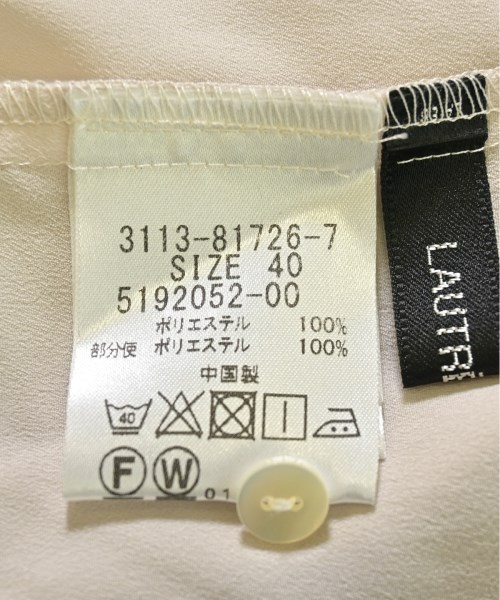 3113-81726-7
SIZE 40
5192052-00
ポリエステル 100%
部分使 ポリエステル 100%
中国製
40
F W 01
LAUTR